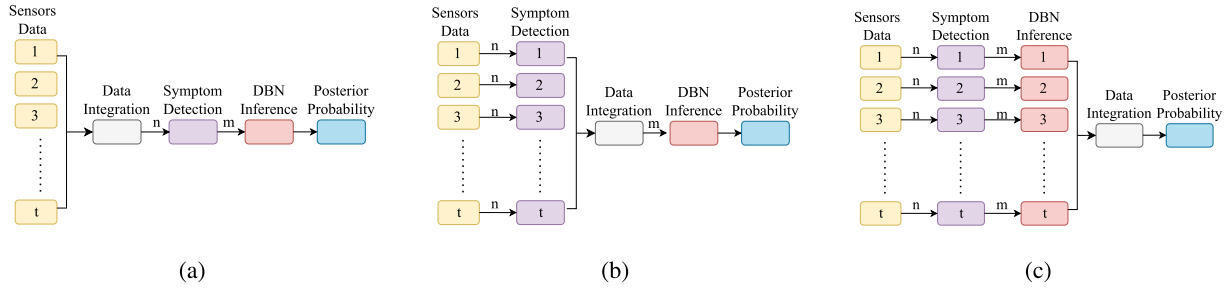 Sensors
Data
1
2
3
t
Data
Integration
n
Symptom
Detection
m
DBN
Inference
Posterior
Probability
(a)
Sensors
Data
Symptom
Detection
1
n
1
2
n
2
3
n
3
t
n
t
Data
Integration
m
DBN
Inference
Posterior
Probability
(b)
Sensors
Data
Symptom
Detection
DBN
Inference
1
n
1
m
1
2
n
2
m
2
3
n
3
m
3
t
n
t
m
t
Data
Integration
Posterior
Probability
(c)